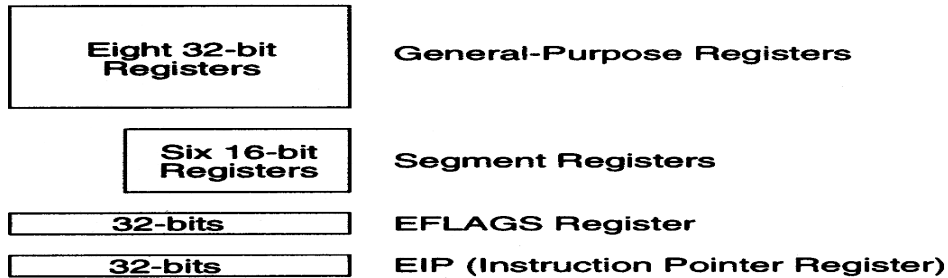 Eight 32-bit
Registers
General-Purpose Registers
Six 16-bit
Registers
Segment Registers
32-bits
EFLAGS Register
32-bits
EIP (Instruction Pointer Register)